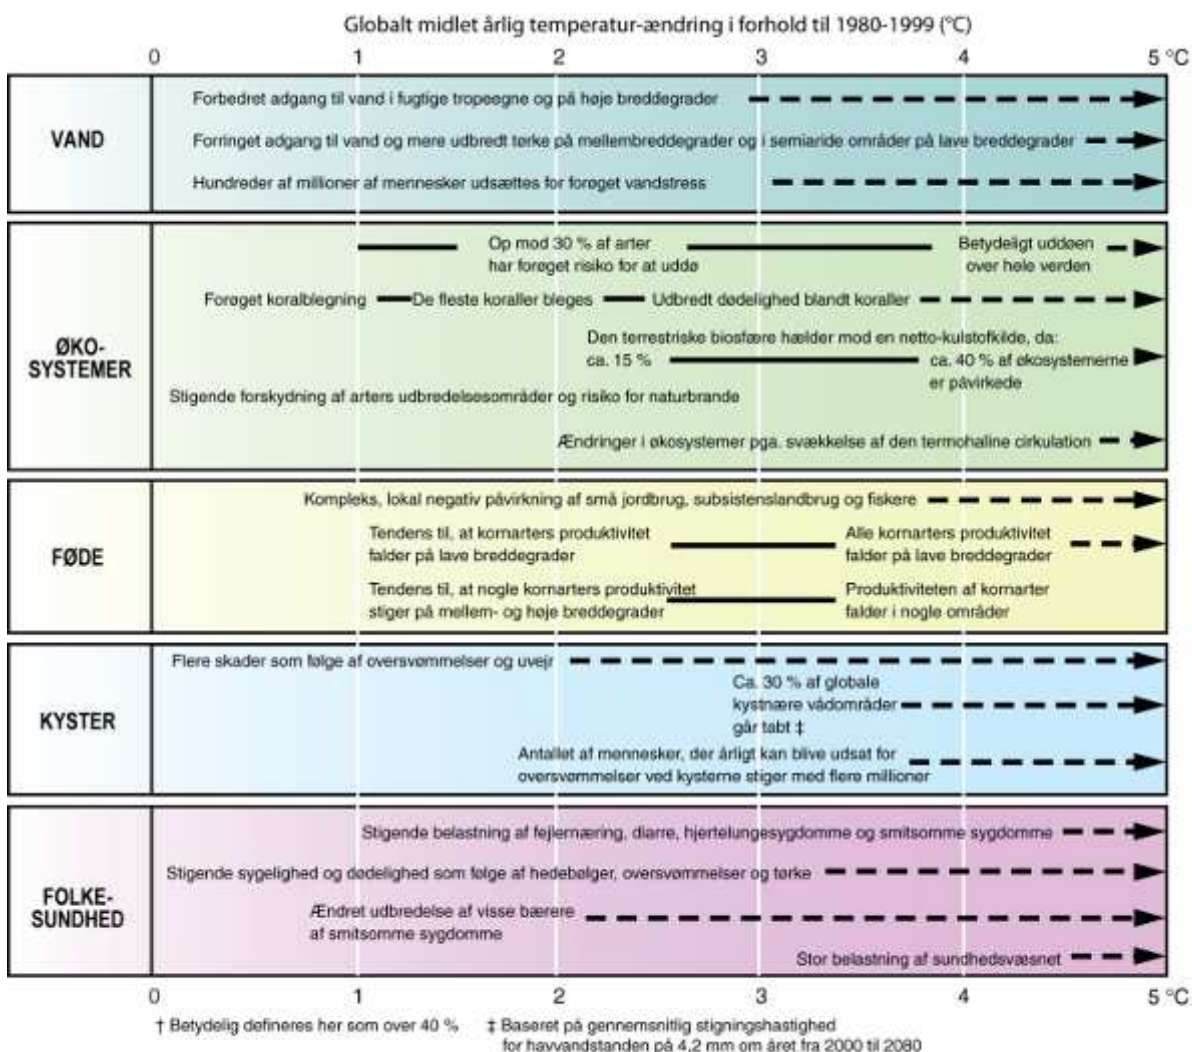 Globalt midlet årlig temperatur-ændring i forhold til 1980-1999 (°C)
0 1 2 3 4 5 °C
VAND
Forbedret adgang til vand i fugtige tropeegne og på høje breddegrader
Forringet adgang til vand og mere udbredt tørke på mellembreddegrader og i semiaride områder på lave breddegrader
Hundreder af millioner af mennesker udsættes for forøget vandstress
ØKO-
SYSTEMER
Op mod 30 % af arter
har forøget risiko for at uddø
Betydeligt uddøen
over hele verden
Forøget koralblegning
De fleste koraller bleges
Udbredt dødelighed blandt koraller
Den terrestriske biosfære hælder mod en netto-kulstofkilde, da:
ca. 15 %
ca. 40 % af økosystemerne
er påvirkede
Stigende forskydning af arters udbredelsesområder og risiko for naturbrande
Ændringer i økosystemer pga. svækkelse af den termohaline cirkulation
FØDE
Kompleks, lokal negativ påvirkning af små jordbrug, subsistenslandbrug og fiskere
Tendens til, at kornarters produktivitet
falder på lave breddegrader
Alle kornarters produktivitet
falder på lave breddegrader
Tendens til, at nogle kornarters produktivitet
stiger på mellem- og høje breddegrader
Produktiviteten af kornarter
falder i nogle områder
KYSTER
Flere skader som følge af oversvømmelser og uvejr
Ca. 30 % af globale
kystnære vådområder
går tabt ‡
Antallet af mennesker, der årligt kan blive udsat for
oversvømmelser ved kysterne stiger med flere millioner
FOLKE-
SUNDHED
Stigende belastning af fejlernæring, diarre, hjertelungesygdomme og smitsomme sygdomme
Stigende sygelighed og dødelighed som følge af hedebølger, oversvømmelser og tørke
Ændret udbredelse af visse bærere
af smitsomme sygdomme
Stor belastning af sundhedsvæsnet
0 1 2 3 4 5 °C
† Betydelig defineres her som over 40 %
‡ Baseret på gennemsnitlig stigningshastighed
for havvandstanden på 4,2 mm om året fra 2000 til 2080